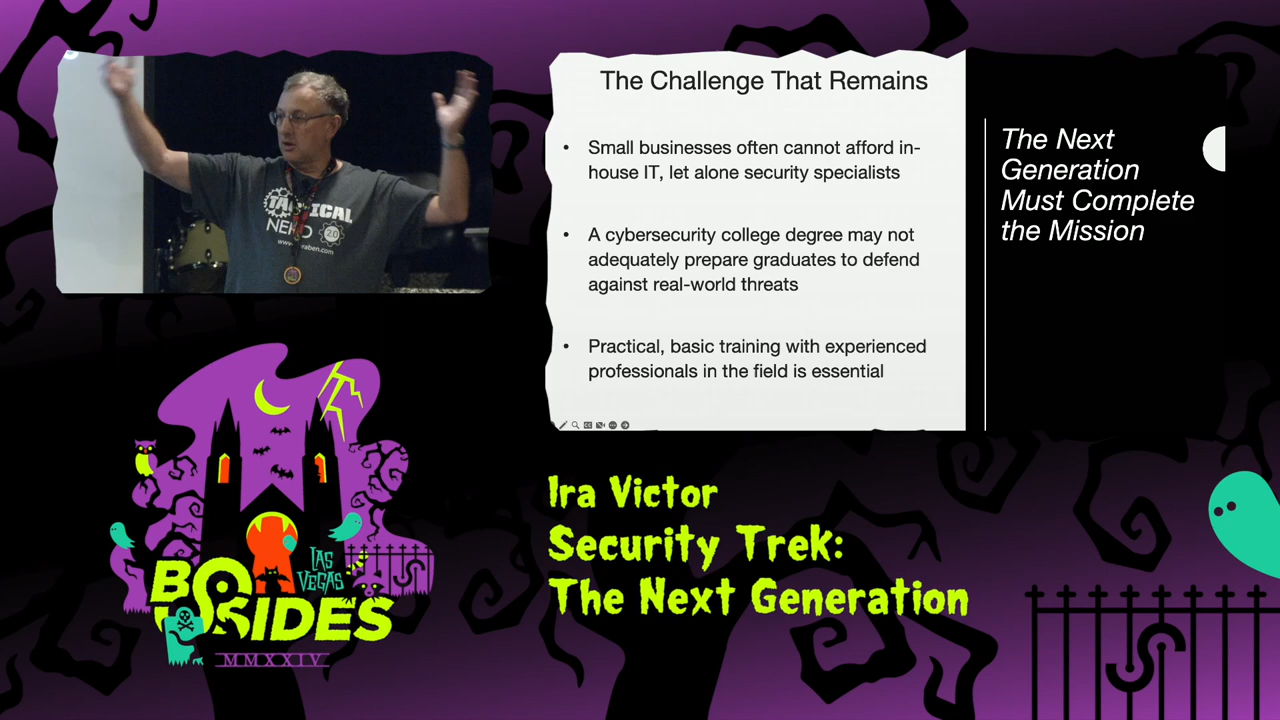 TACTICAL
NERD 2.0
The Challenge That Remains
• Small businesses often cannot afford in-
house IT, let alone security specialists
• A cybersecurity college degree may not
adequately prepare graduates to defend
against real-world threats
• Practical, basic training with experienced
professionals in the field is essential
The Next
Generation
Must Complete
the Mission
Ira Victor
Security Trek:
The Next Generation
LAS
VEGAS
BSIDES
MMXXIV